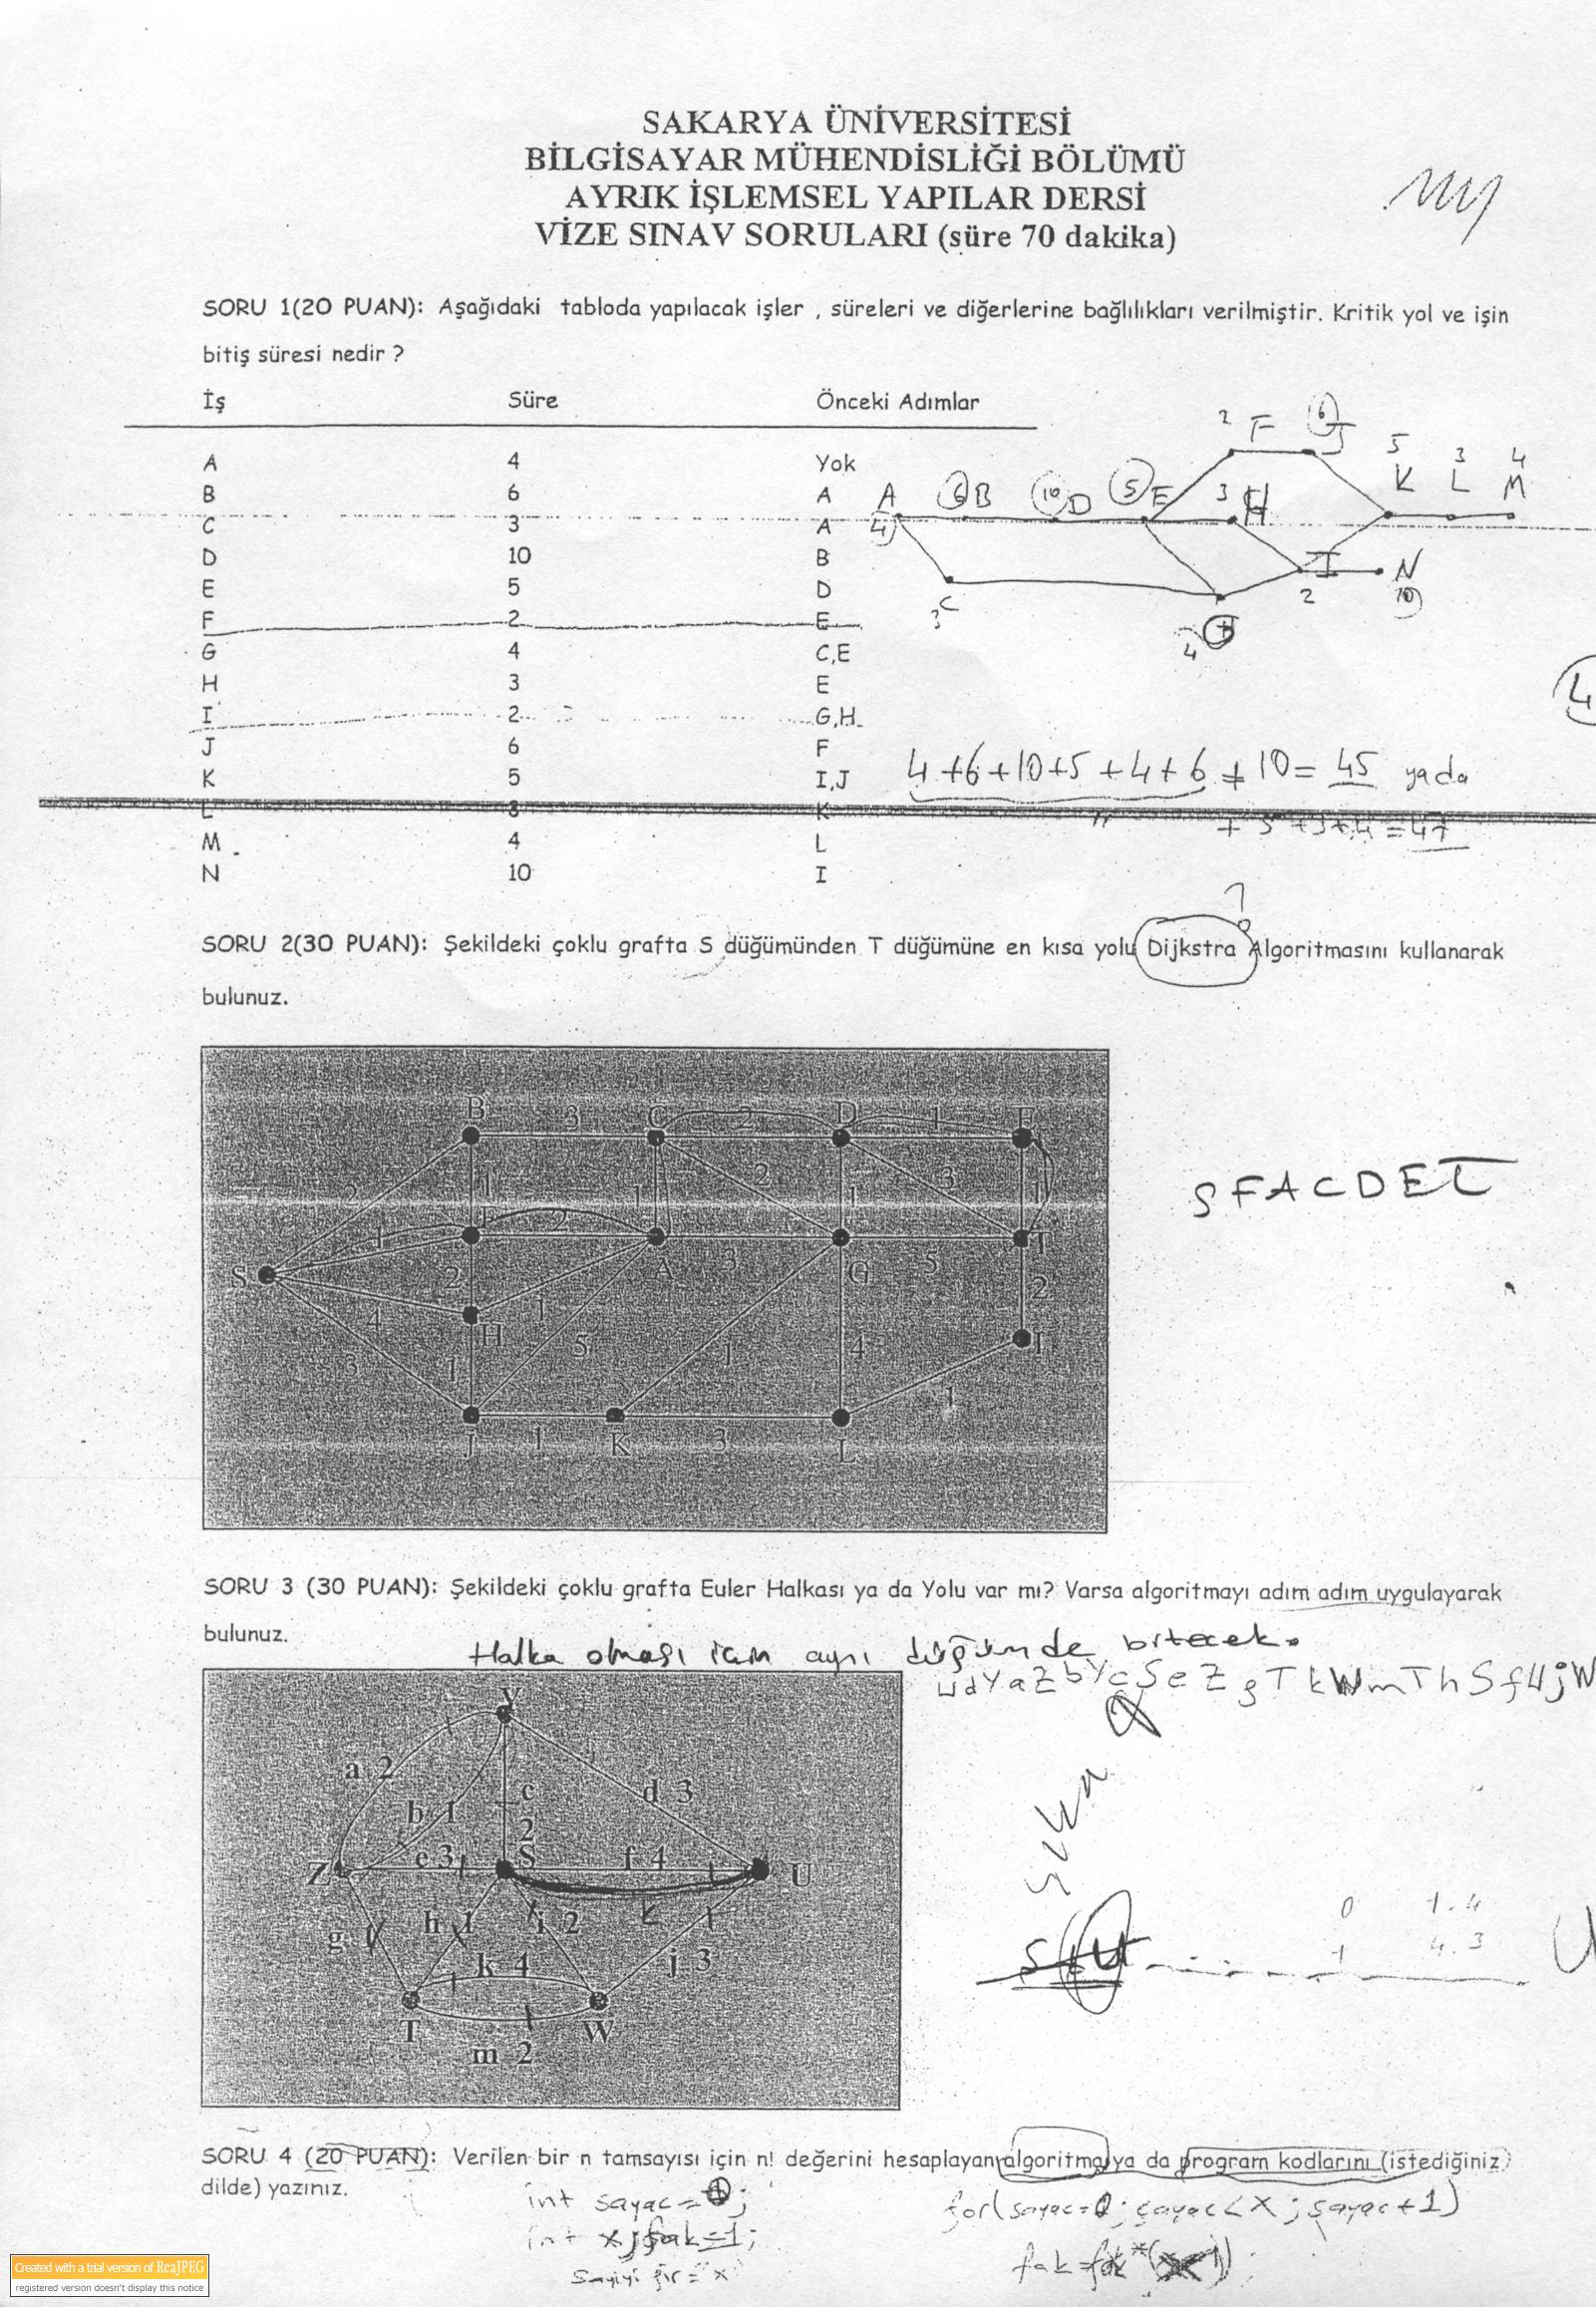 SAKARYA ÜNİVERSİTESİ
BİLGİSAYAR MÜHENDİSLİĞİ BÖLÜMÜ
AYRIK İŞLEMSEL YAPILAR DERSİ
VİZE SINAV SORULARI (süre 70 dakika)
SORU 1(20 PUAN): Aşağıdaki tabloda yapılacak işler , süreleri ve diğerlerine bağlılıkları verilmiştir. Kritik yol ve işin
bitiş süresi nedir ?
İş Süre Önceki Adımlar
A 4 Yok
B 6 A
C 3 A
D 10 B
E 5 D
F 2 E
G 4 C,E
H 3 E
I 2 G,H
J 6 F
K 5 I,J
L 3 K
M 4 L
N 10 I
2 F 6 J
5 3 4
K L M
A 6 B 10 D 5 E 3 H
4
I N
3 C 2 10
4
4
4+6+10+5+4+6+10=45 yada
" +5+3+4=47
?
SORU 2(30 PUAN): Şekildeki çoklu grafta S düğümünden T düğümüne en kısa yolu Dijkstra Algoritmasını kullanarak
bulunuz.
B 3 C 2 D 1 E
2 1 1 2 1 3 1
1 F 2
S 2 A 3 G 5 T
4 H 1 2
3 1 5 1 4 I
1
J 1 K 3 L
SFACDET
SORU 3 (30 PUAN): Şekildeki çoklu grafta Euler Halkası ya da Yolu var mı? Varsa algoritmayı adım adım uygulayarak
bulunuz.
Halka olması için aynı düğümde bitecek.
UdYaZbYcSeZgTkWmThSfUjW
Y
a 2 c d 3
b 1
2
Z e 3 S f 4 U
h 1 i 2
g
k 4 j 3
T W
m 2
0 1.4
1 4.3
S U
SORU 4 (20 PUAN): Verilen bir n tamsayısı için n! değerini hesaplayan algoritma ya da program kodlarını (istediğiniz
dilde) yazınız.
int sayac=0;
int x; fak=1;
Sayiyi gir="x"
for(sayac=0; sayac<x; sayac+1)
fak=fak*
Created with a trial version of ReaJPEG
registered version doesn't display this notice